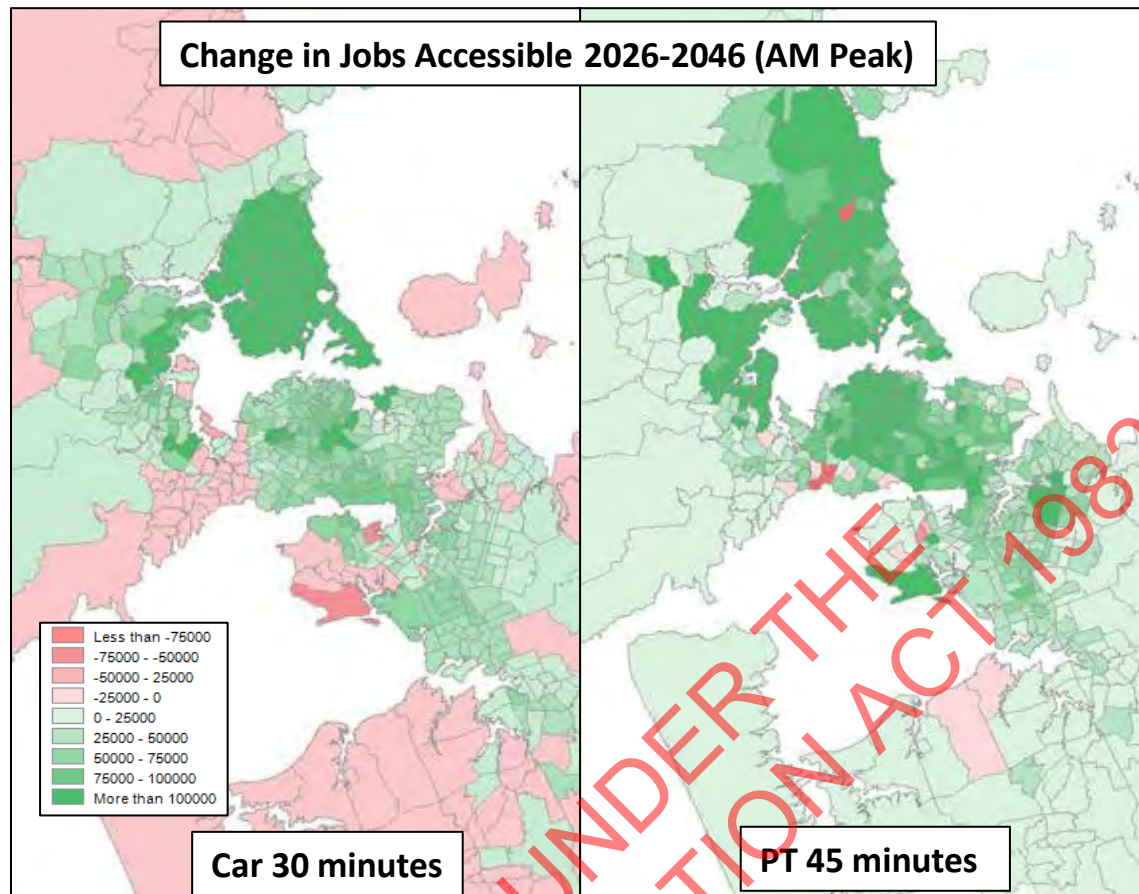 Change in Jobs Accessible 2026-2046 (AM Peak)
Less than -75000
-75000 - -50000
-50000 - 25000
-25000 - 0
0 - 25000
25000 - 50000
50000 - 75000
75000 - 100000
More than 100000
Car 30 minutes
PT 45 minutes
UNDER THE
TION ACT 1982